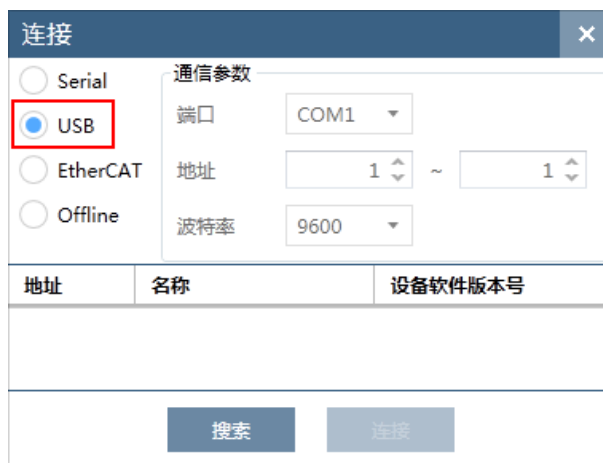 连接
Serial
USB
EtherCAT
Offline
通信参数
端口 COM1
地址 1 ~ 1
波特率 9600
地址 名称 设备软件版本号
搜索 连接